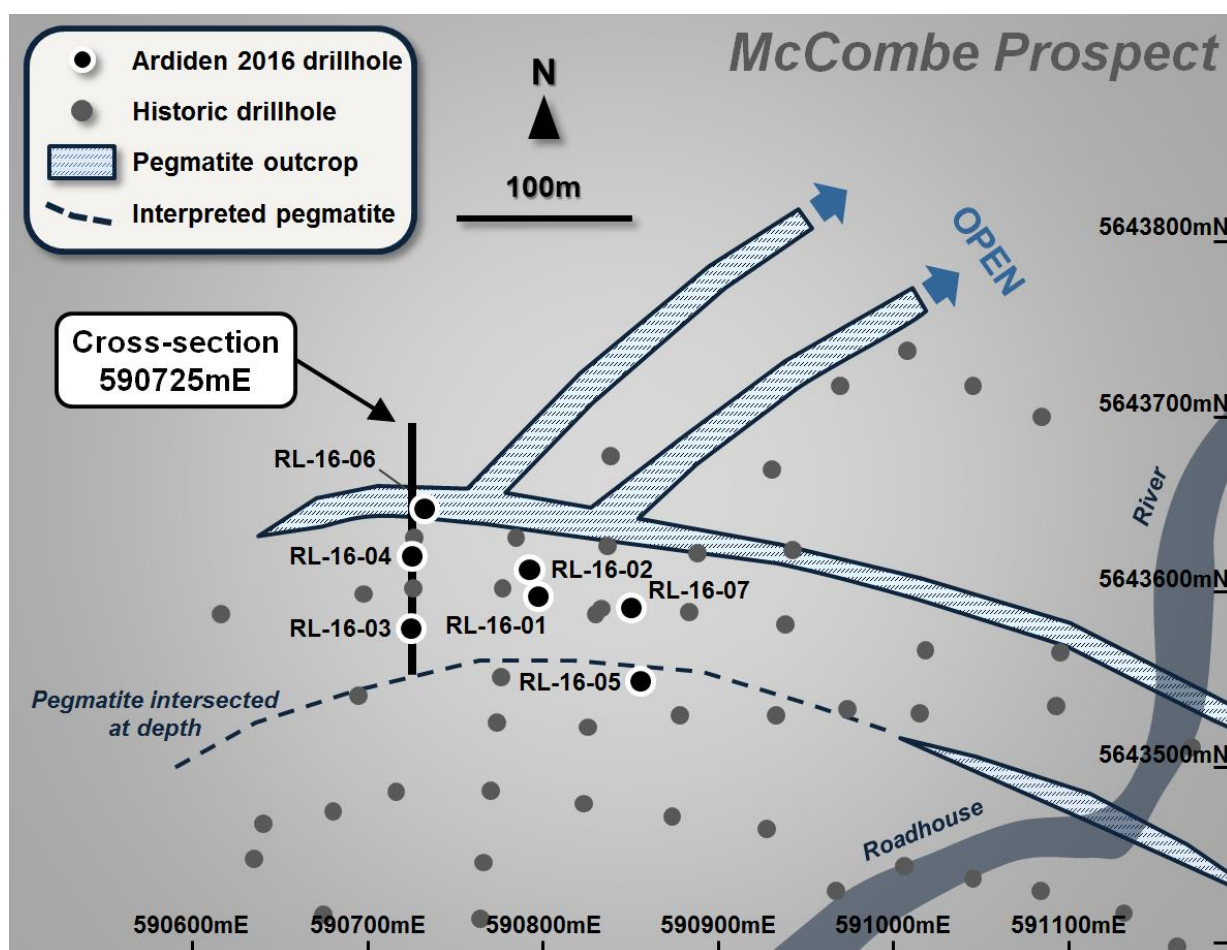 McCombe Prospect
Ardiden 2016 drillhole
Historic drillhole
Pegmatite outcrop
Interpreted pegmatite
N
100m
OPEN
5643800mN
Cross-section
590725mE
5643700mN
RL-16-06
River
RL-16-04
RL-16-02
RL-16-07
5643600mN
RL-16-01
RL-16-03
RL-16-05
Pegmatite intersected
at depth
5643500mN
Roadhouse
590600mE
590700mE
590800mE
590900mE
591000mE
591100mE